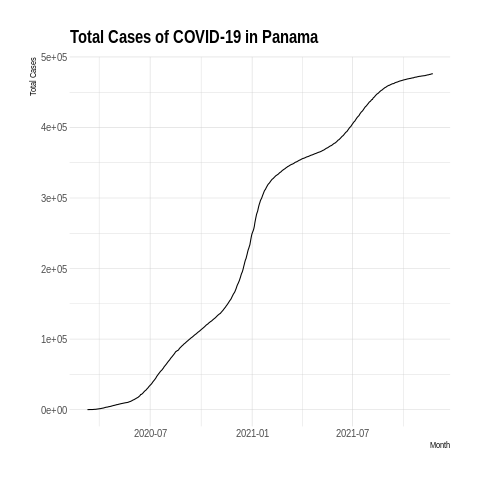 Total Cases of COVID-19 in Panama
Total Cases
5e+05
4e+05
3e+05
2e+05
1e+05
0e+00
2020-07
2021-01
2021-07
Month